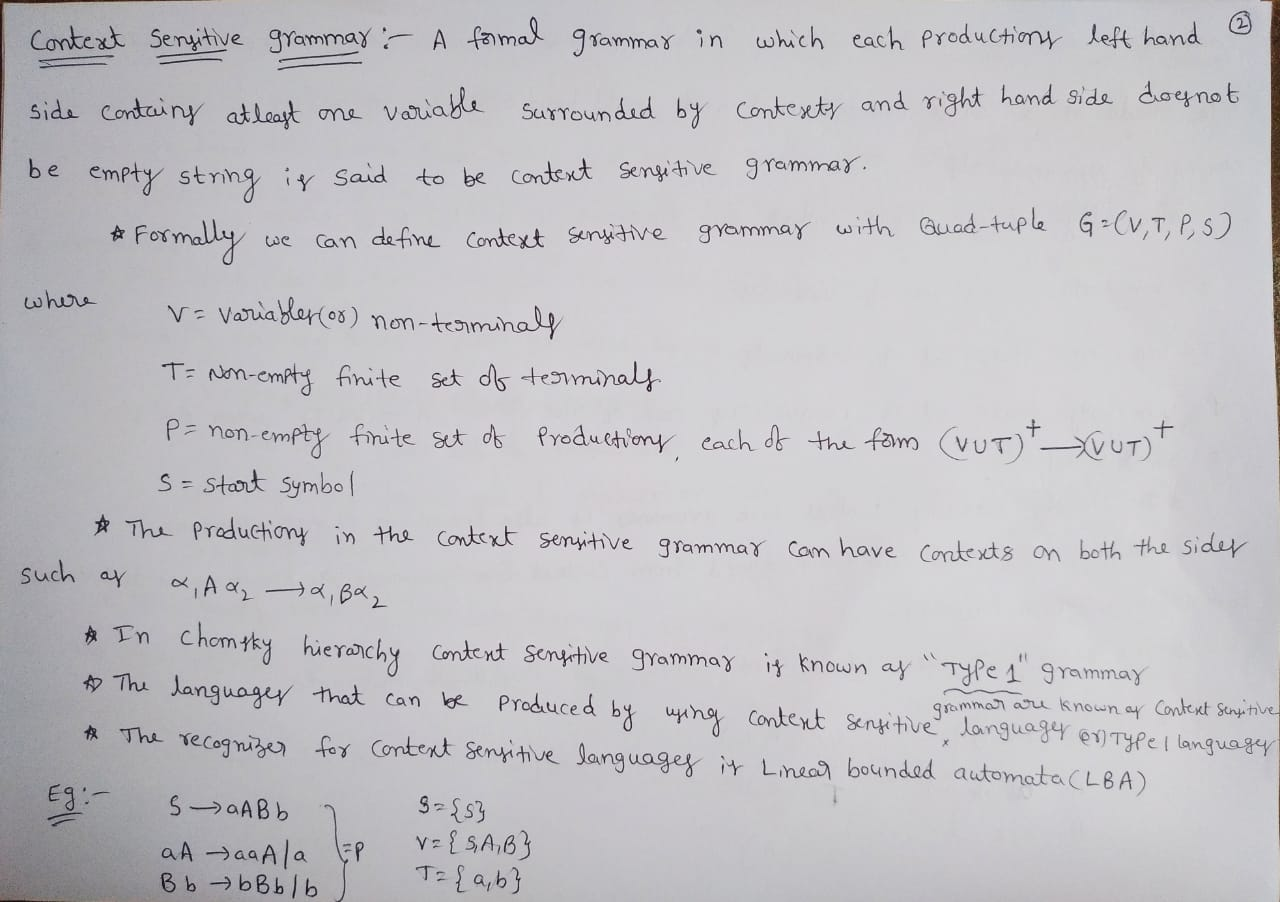 ②
Context Sensitive grammar :- A formal grammar in which each productions left hand
side contains atleast one variable surrounded by contexts and right hand side doesnot
be empty string is said to be context sensitive grammar.
* Formally we can define context sensitive grammar with Quad-tuple G=(V,T,P,S)
where
V = variables(or) non-terminals
T = Non-empty finite set of terminals
P = non-empty finite set of Productions, each of the form (VUT)⁺→(VUT)⁺
S = start symbol
* The productions in the context sensitive grammar can have contexts on both the sides
such as α₁Aα₂ → α₁Bα₂
* In Chomsky hierarchy context sensitive grammar is known as "Type 1" grammar
* The languages that can be produced by using context sensitive grammar are known as Context sensitive languages (or) Type 1 languages
* The recognizer for context sensitive languages is Linear bounded automata (LBA)
Eg:-
S → aABb
aA → aaA/a
Bb → bBb/b
=P
S={S}
V={S,A,B}
T={a,b}